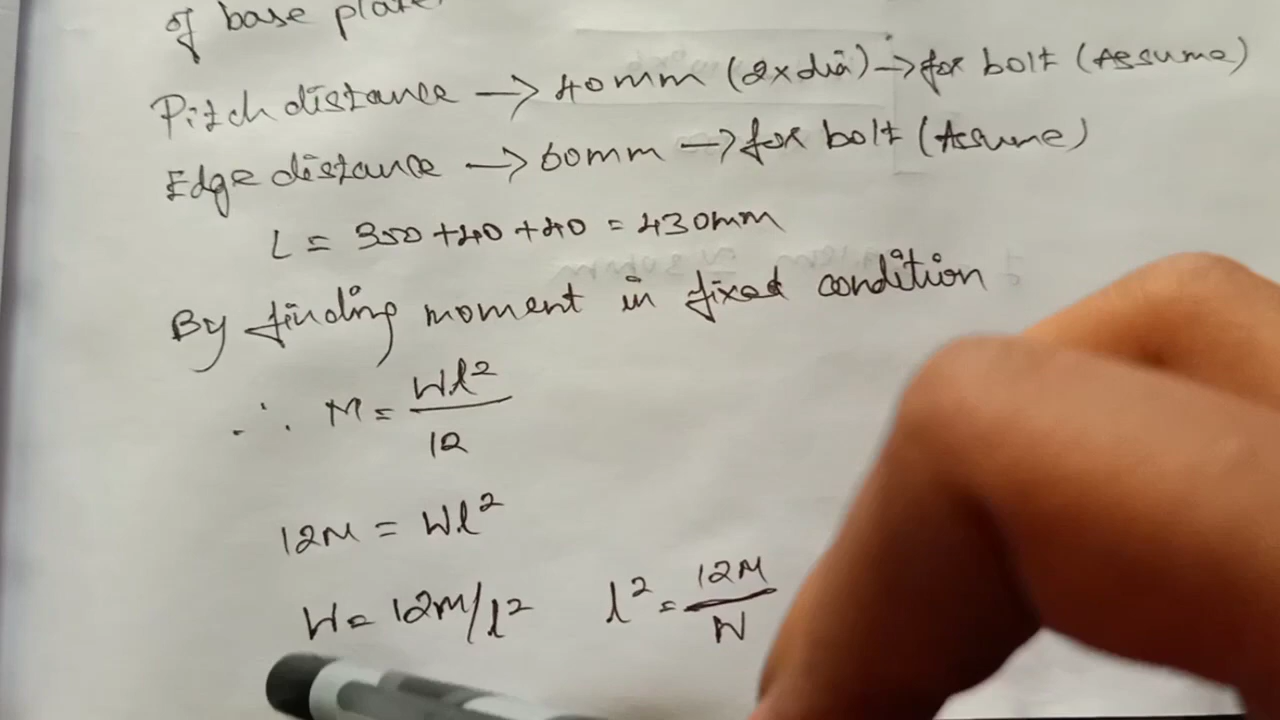 of base plate.
Pitch distance → 40mm (2x dia) → for bolt (Assume)
Edge distance → 60mm → for bolt (Assume)
L = 350 +40 +40 = 430mm
By finding moment in fixed condition
∴ M = Wl²/12
12M = Wl²
W = 12M/l² l² = 12M/W